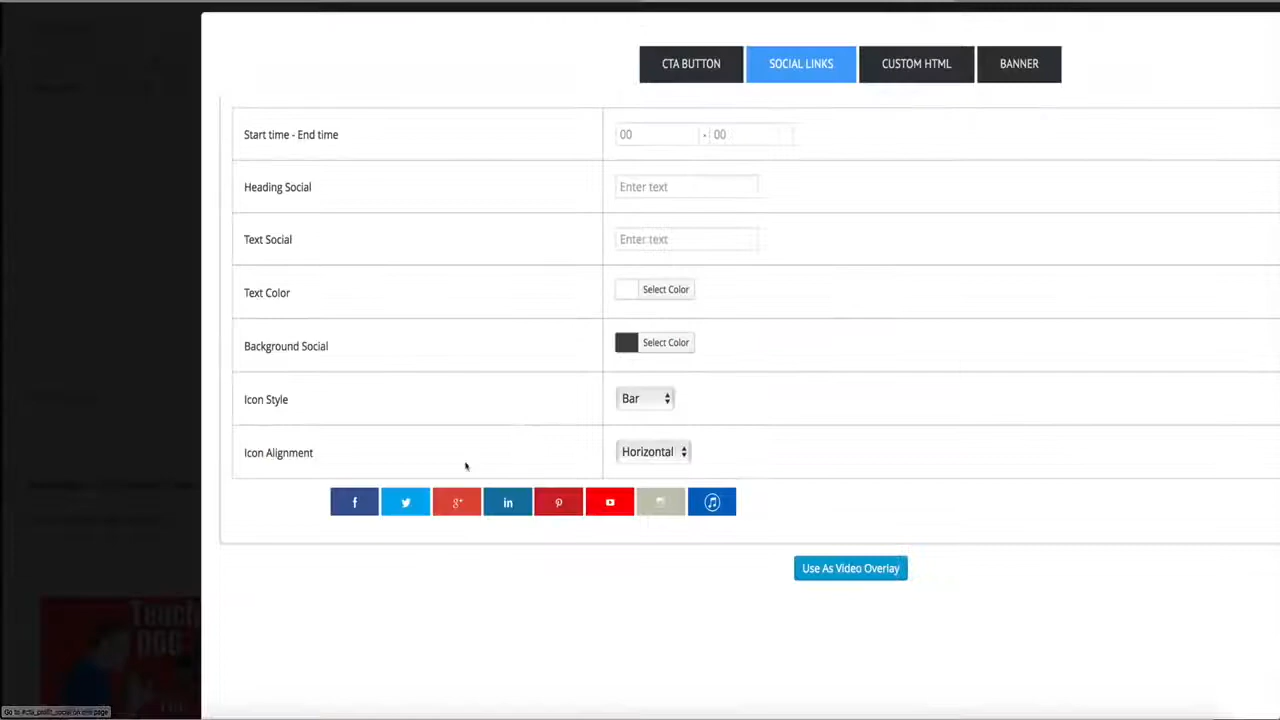 CTA BUTTON
SOCIAL LINKS
CUSTOM HTML
BANNER
Start time - End time
00 - 00
Heading Social
Enter text
Text Social
Enter text
Text Color
Select Color
Background Social
Select Color
Icon Style
Bar
Icon Alignment
Horizontal
f
g+
in
Use As Video Overlay
DOG